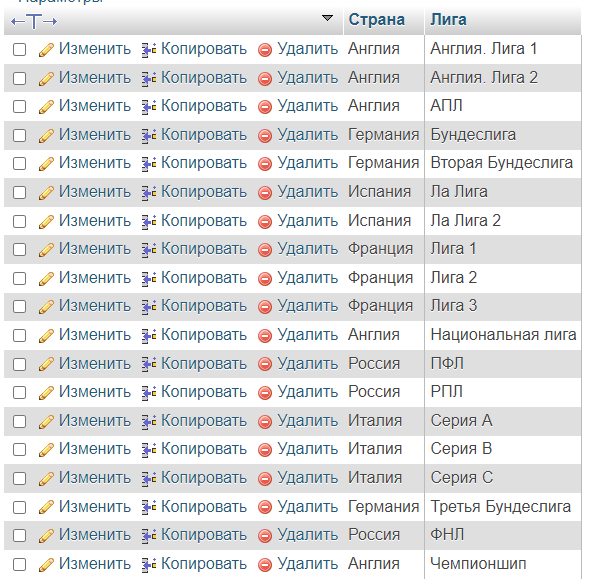 Параметры
Страна Лига
Изменить Копировать Удалить Англия Англия. Лига 1
Изменить Копировать Удалить Англия Англия. Лига 2
Изменить Копировать Удалить Англия АПЛ
Изменить Копировать Удалить Германия Бундеслига
Изменить Копировать Удалить Германия Вторая Бундеслига
Изменить Копировать Удалить Испания Ла Лига
Изменить Копировать Удалить Испания Ла Лига 2
Изменить Копировать Удалить Франция Лига 1
Изменить Копировать Удалить Франция Лига 2
Изменить Копировать Удалить Франция Лига 3
Изменить Копировать Удалить Англия Национальная лига
Изменить Копировать Удалить Россия ПФЛ
Изменить Копировать Удалить Россия РПЛ
Изменить Копировать Удалить Италия Серия А
Изменить Копировать Удалить Италия Серия В
Изменить Копировать Удалить Италия Серия С
Изменить Копировать Удалить Германия Третья Бундеслига
Изменить Копировать Удалить Россия ФНЛ
Изменить Копировать Удалить Англия Чемпионшип